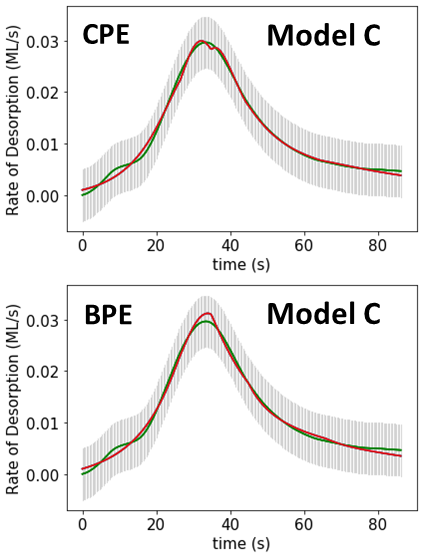 CPE Model C
Rate of Desorption (ML/s)
0.03
0.02
0.01
0.00
0 20 40 60 80
time (s)
BPE Model C
Rate of Desorption (ML/s)
0.03
0.02
0.01
0.00
0 20 40 60 80
time (s)